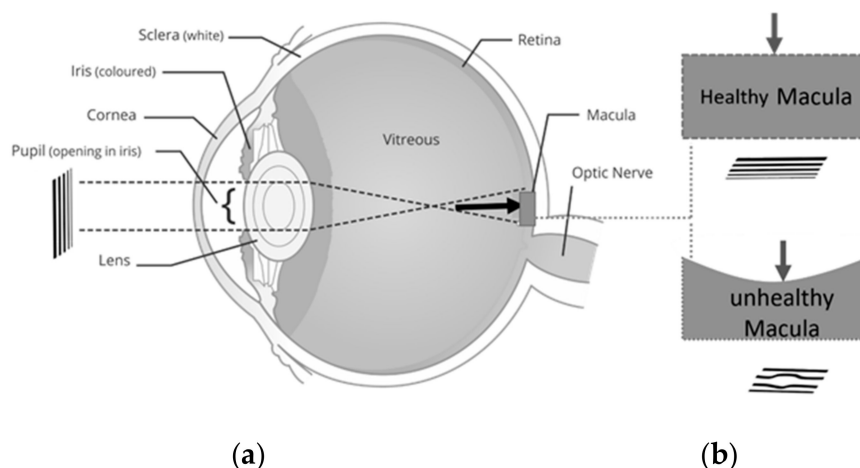 Sclera (white)
Iris (coloured)
Cornea
Pupil (opening in iris)
Lens
Vitreous
Retina
Macula
Optic Nerve
Healthy Macula
unhealthy
Macula
(a)
(b)